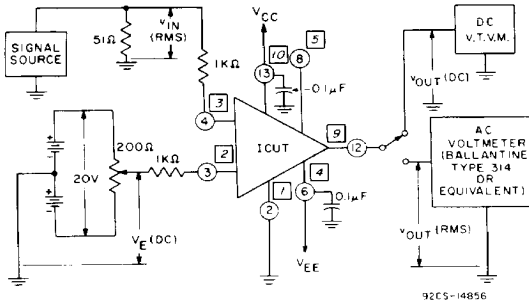 SIGNAL
SOURCE
51Ω
VIN
(RMS)
1KΩ
VCC
10
13
5
8
0.1μF
3
4
2
3
1KΩ
200Ω
20V
VE (DC)
ICUT
9
12
1
2
4
6
0.1μF
VEE
DC
V.T.V.M.
VOUT (DC)
AC
VOLTMETER
(BALLANTINE
TYPE 314
OR
EQUIVALENT)
VOUT (RMS)
92CS-14856